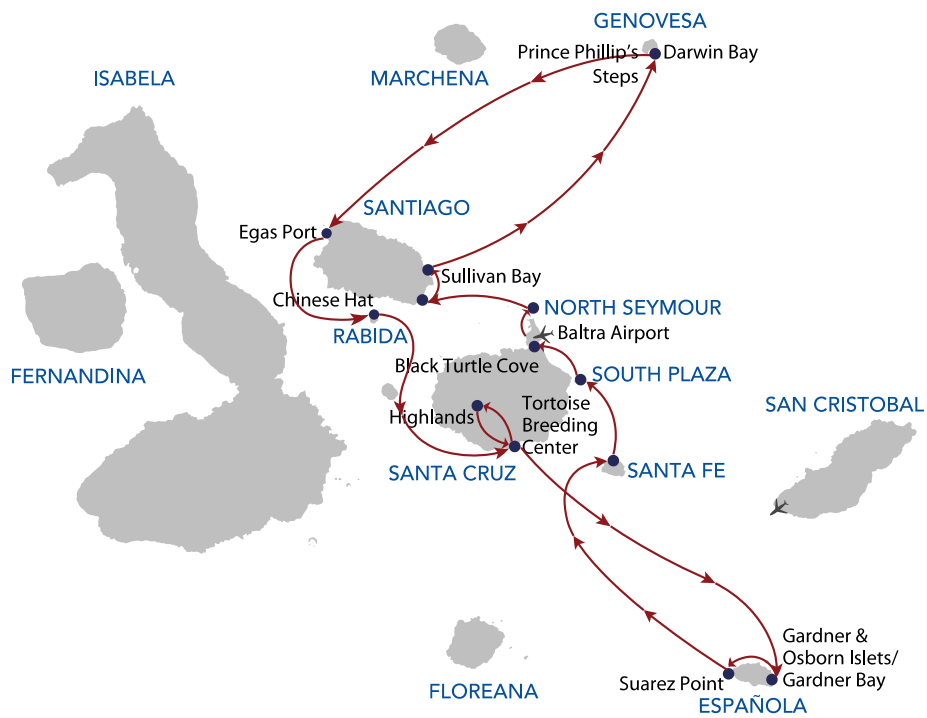 GENOVESA
Prince Phillip's
Steps
Darwin Bay
MARCHENA
ISABELA
SANTIAGO
Egas Port
Sullivan Bay
Chinese Hat
NORTH SEYMOUR
RABIDA
Baltra Airport
Black Turtle Cove
FERNANDINA
SOUTH PLAZA
Tortoise
Breeding
Center
Highlands
SAN CRISTOBAL
SANTA CRUZ
SANTA FE
Gardner &
Osborn Islets/
Gardner Bay
Suarez Point
FLOREANA
ESPAÑOLA